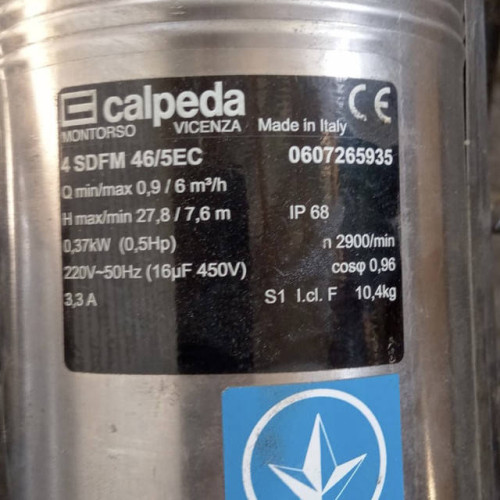 calpeda
MONTORSO VICENZA Made in Italy CE
4 SDFM 46/5EC 0607265935
Q min/max 0,9 / 6 m³/h
H max/min 27,8 / 7,6 m IP 68
0,37kW (0,5Hp) n 2900/min
220V~50Hz (16µF 450V) cosφ 0,96
3,3 A S1 I.cl. F 10,4kg